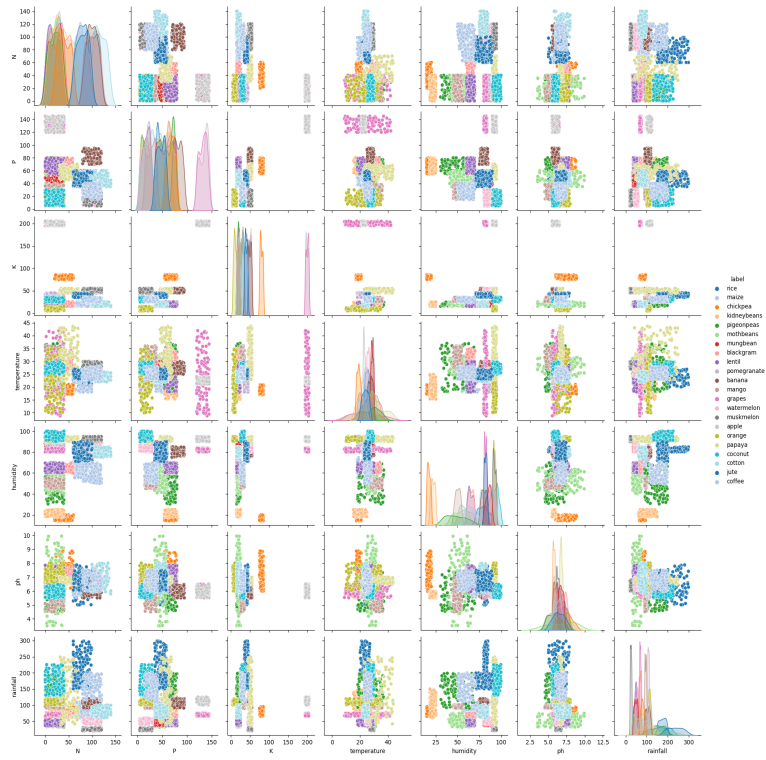 140
120
100
80
60
40
20
0
N
140
120
100
80
60
40
20
0
P
200
150
100
50
0
K
45
40
35
30
25
20
15
10
temperature
100
80
60
40
20
humidity
10
9
8
7
6
5
4
ph
300
250
200
150
100
50
rainfall
0 50 100 150
N
0 50 100 150
P
0 50 100 150 200
K
0 20 40
temperature
25 50 75 100
humidity
2.5 5.0 7.5 10.0 12.5
ph
0 100 200 300
rainfall
label
rice
maize
chickpea
kidneybeans
pigeonpeas
mothbeans
mungbean
blackgram
lentil
pomegranate
banana
mango
grapes
watermelon
muskmelon
apple
orange
papaya
coconut
cotton
jute
coffee